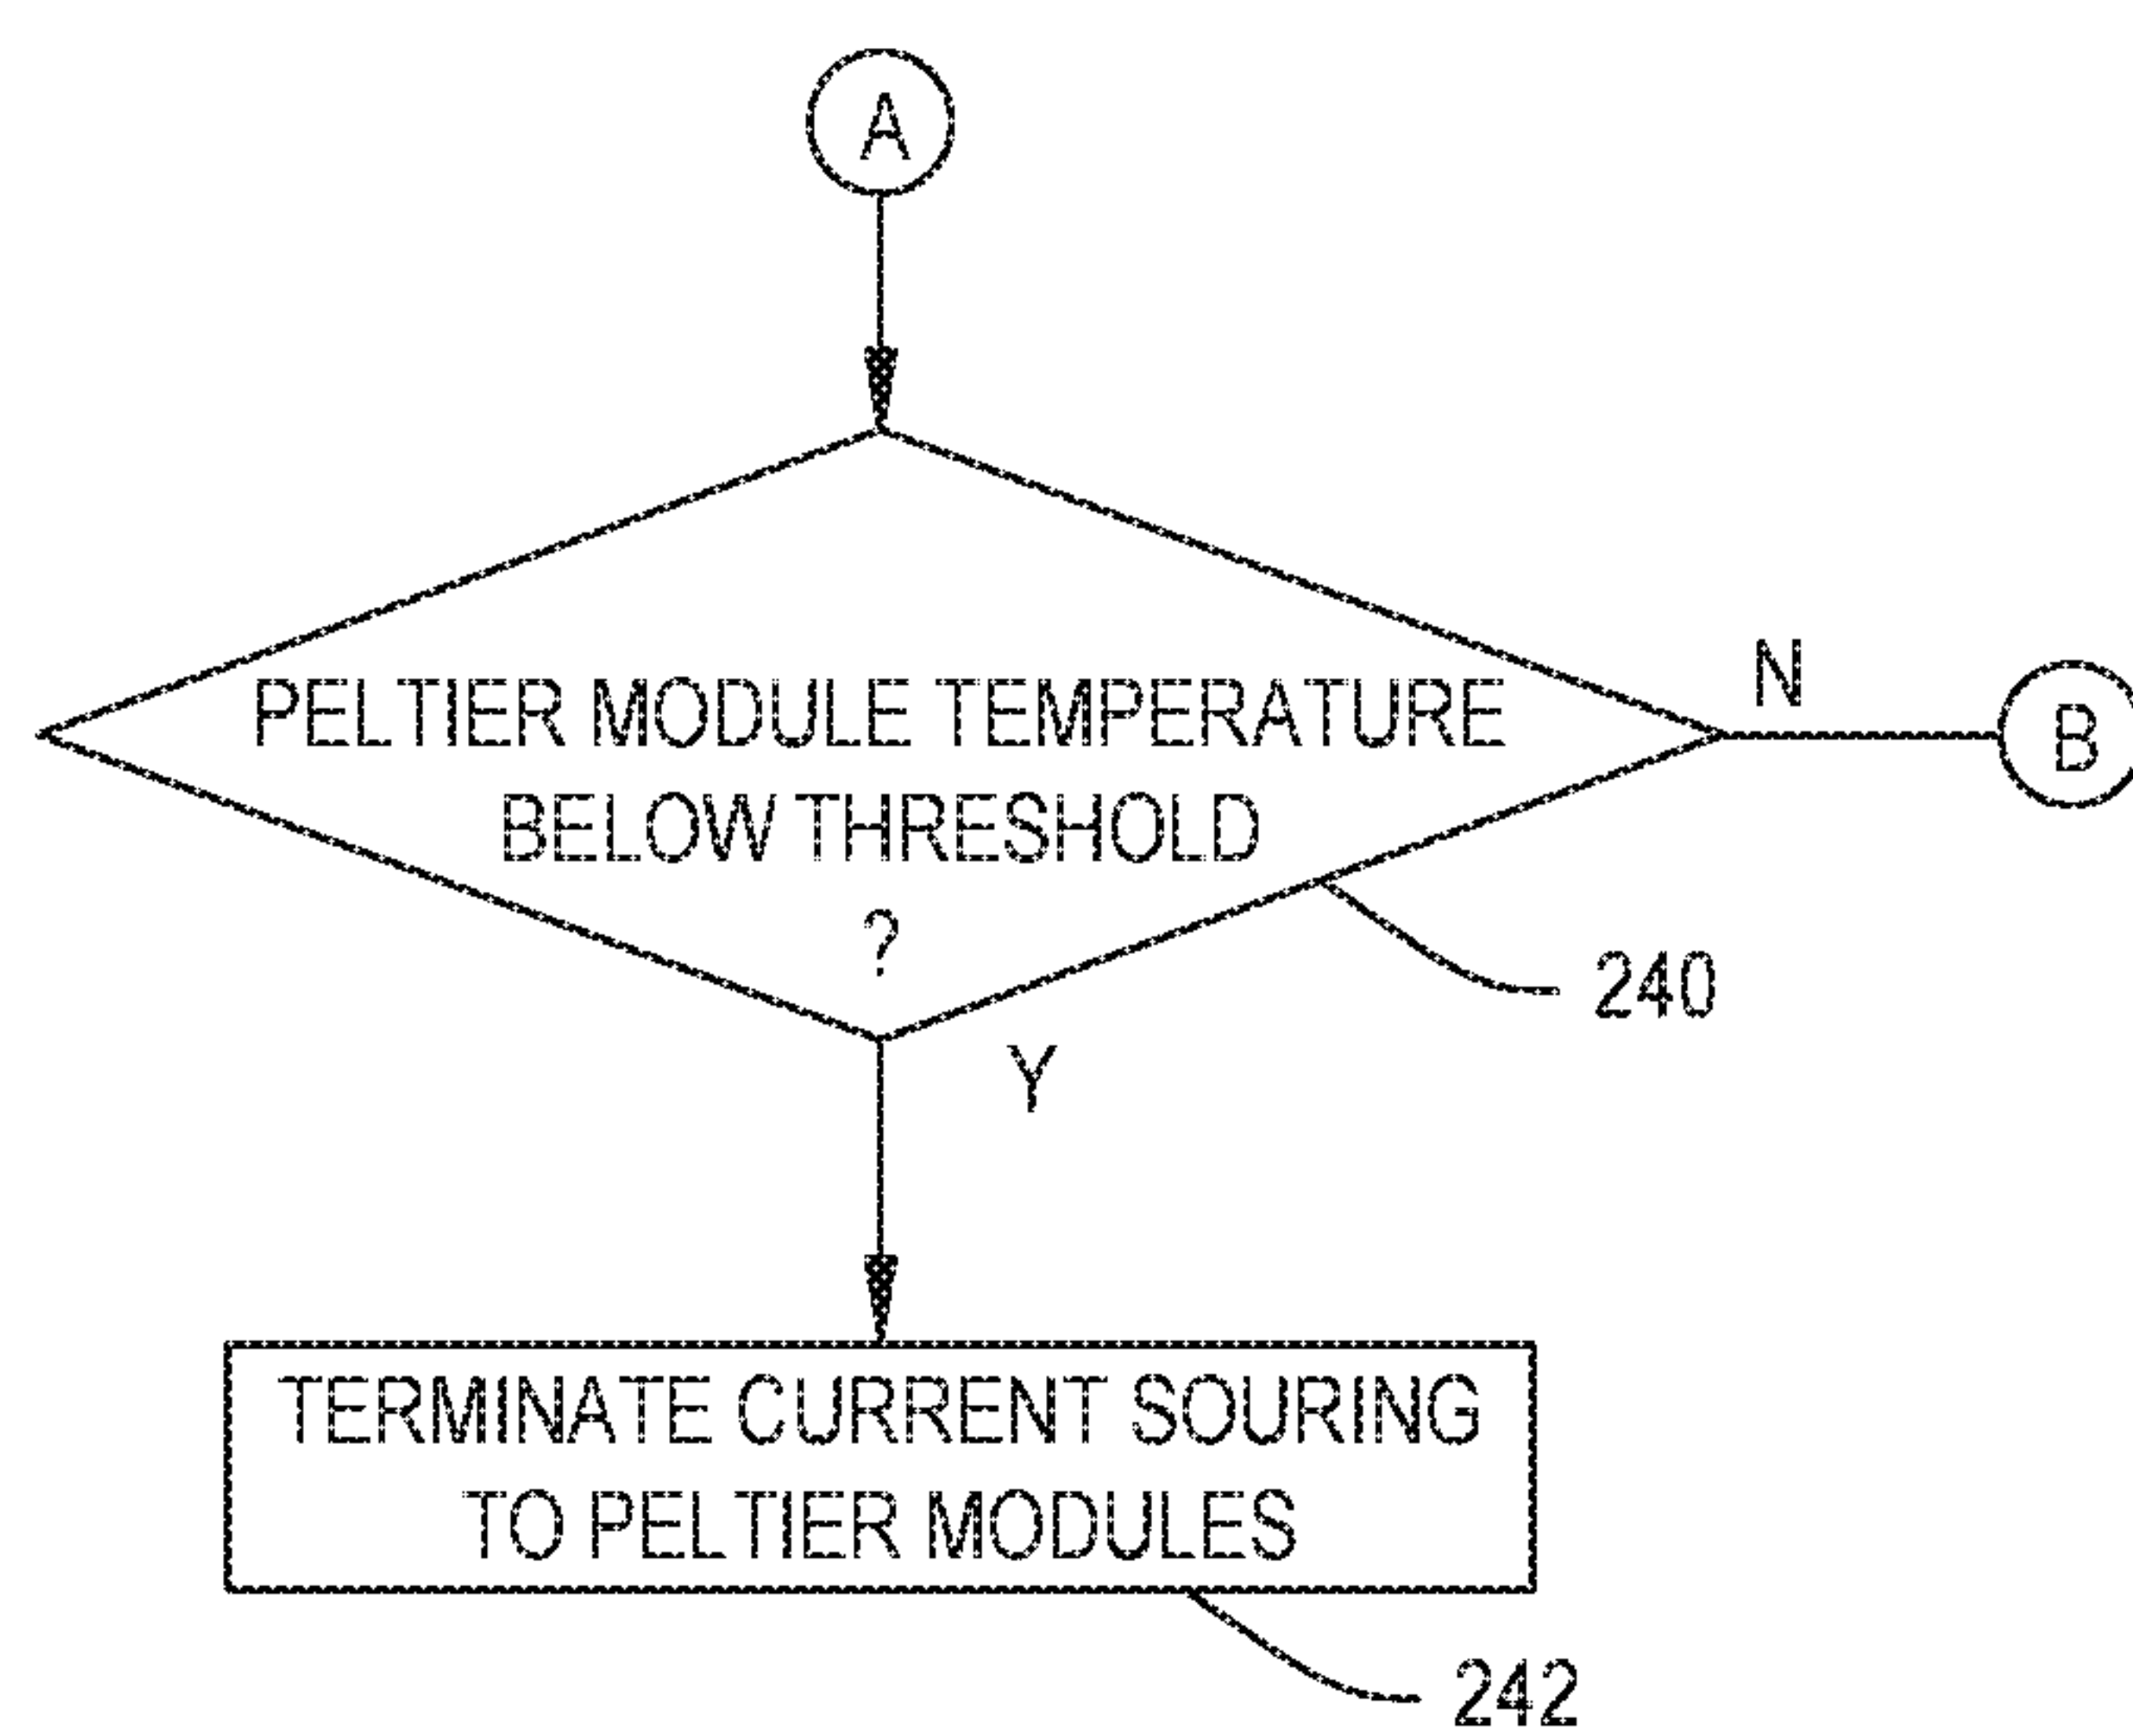 A
PELTIER MODULE TEMPERATURE
BELOW THRESHOLD
?
N
B
240
Y
TERMINATE CURRENT SOURING
TO PELTIER MODULES
242